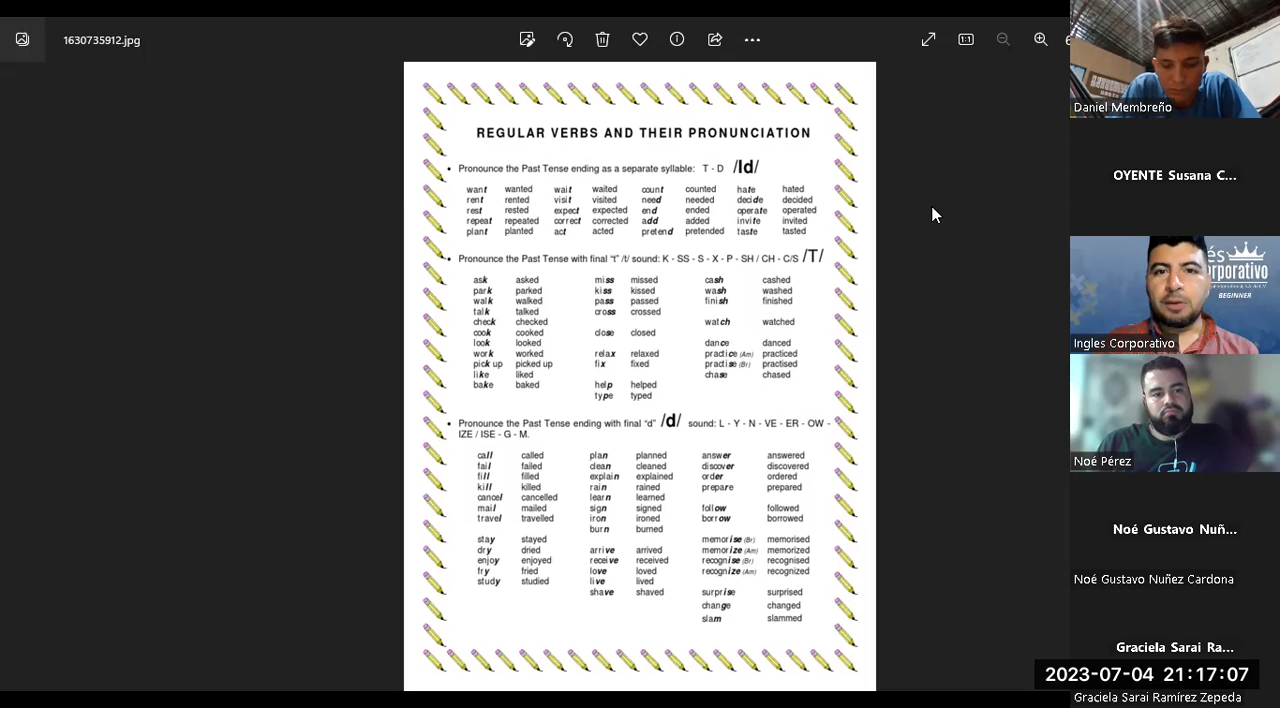 1630735912.jpg
REGULAR VERBS AND THEIR PRONUNCIATION
• Pronounce the Past Tense ending as a separate syllable: T - D /Id/
want wanted wait waited count counted hate hated
rent rented visit visited need needed decide decided
rest rested expect expected end ended operate operated
repeat repeated correct corrected add added invite invited
plant planted act acted pretend pretended taste tasted
• Pronounce the Past Tense with final “t” /t/ sound: K - SS - S - X - P - SH / CH - C/S /T/
ask asked miss missed cash cashed
park parked kiss kissed wash washed
walk walked pass passed finish finished
talk talked cross crossed
check checked watch watched
cook cooked close closed
look looked dance danced
work worked relax relaxed practice (Am) practiced
pick up picked up fix fixed practise (Br) practised
like liked chase chased
bake baked help helped
type typed
• Pronounce the Past Tense ending with final “d” /d/ sound: L - Y - N - VE - ER - OW -
IZE / ISE - G - M.
call called plan planned answer answered
fail failed clean cleaned discover discovered
fill filled explain explained order ordered
kill killed rain rained prepare prepared
cancel cancelled learn learned
mail mailed sign signed follow followed
travel travelled iron ironed borrow borrowed
burn burned
stay stayed memorise (Br) memorised
dry dried arrive arrived memorize (Am) memorized
enjoy enjoyed receive received recognise (Br) recognised
fry fried love loved recognize (Am) recognized
study studied live lived
shave shaved surprise surprised
change changed
slam slammed
Daniel Membreño
OYENTE Susana C...
és
orporativo
BEGINNER
Ingles Corporativo
Noé Pérez
Noé Gustavo Nuñ...
Noé Gustavo Nuñez Cardona
Graciela Sarai Ra...
2023-07-04 21:17:07
Graciela Sarai Ramírez Zepeda